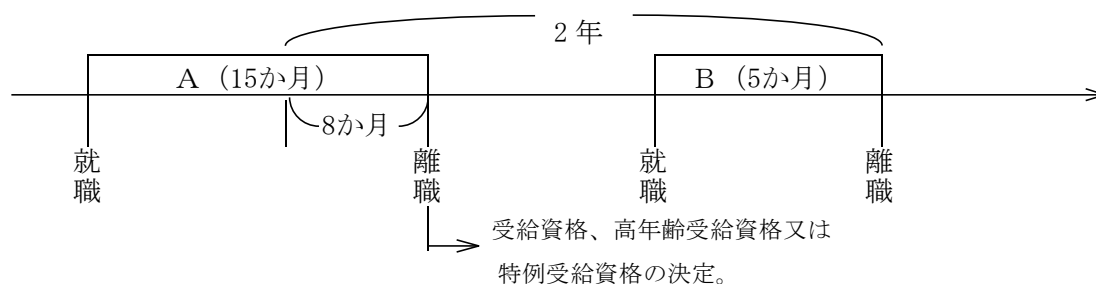 2年
A (15か月)
B (5か月)
8か月
就職
離職
就職
離職
受給資格、高年齢受給資格又は
特例受給資格の決定。